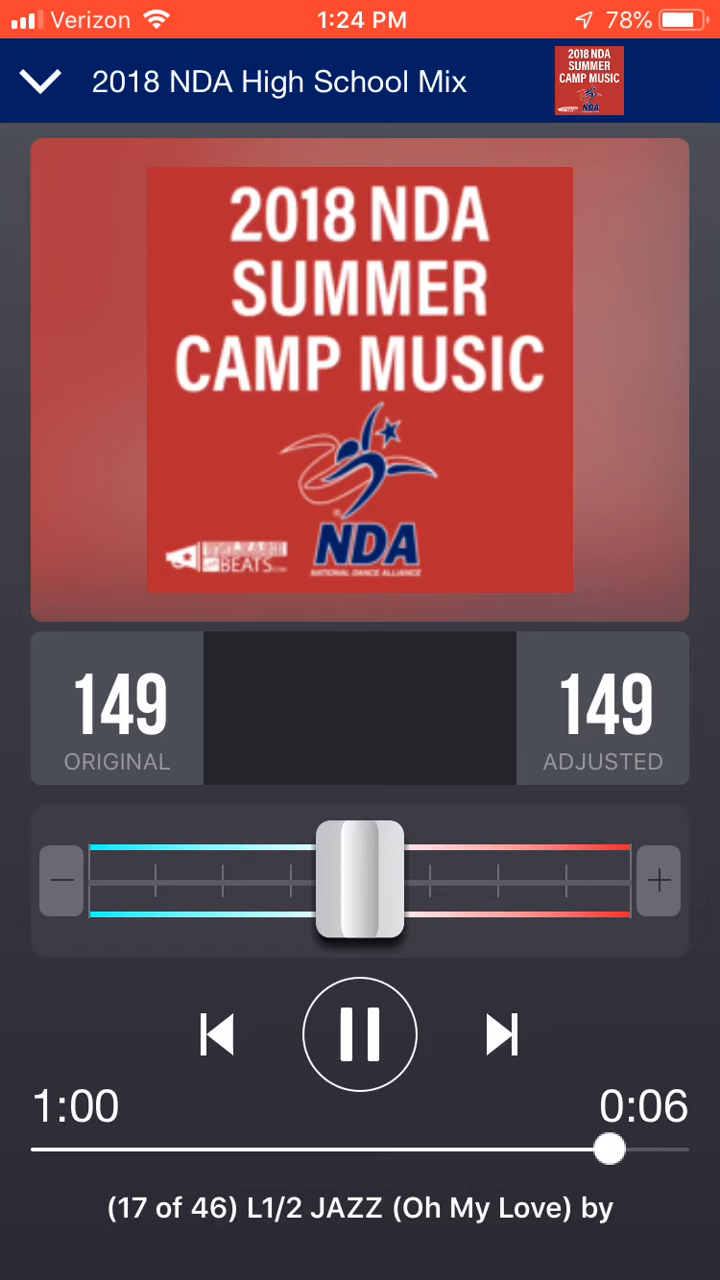 Verizon 1:24 PM 78%
2018 NDA High School Mix
2018 NDA
SUMMER
CAMP MUSIC
NDA
2018 NDA
SUMMER
CAMP MUSIC
NDA
NATIONAL DANCE ALLIANCE
BEATS
149
ORIGINAL
149
ADJUSTED
1:00
0:06
(17 of 46) L1/2 JAZZ (Oh My Love) by